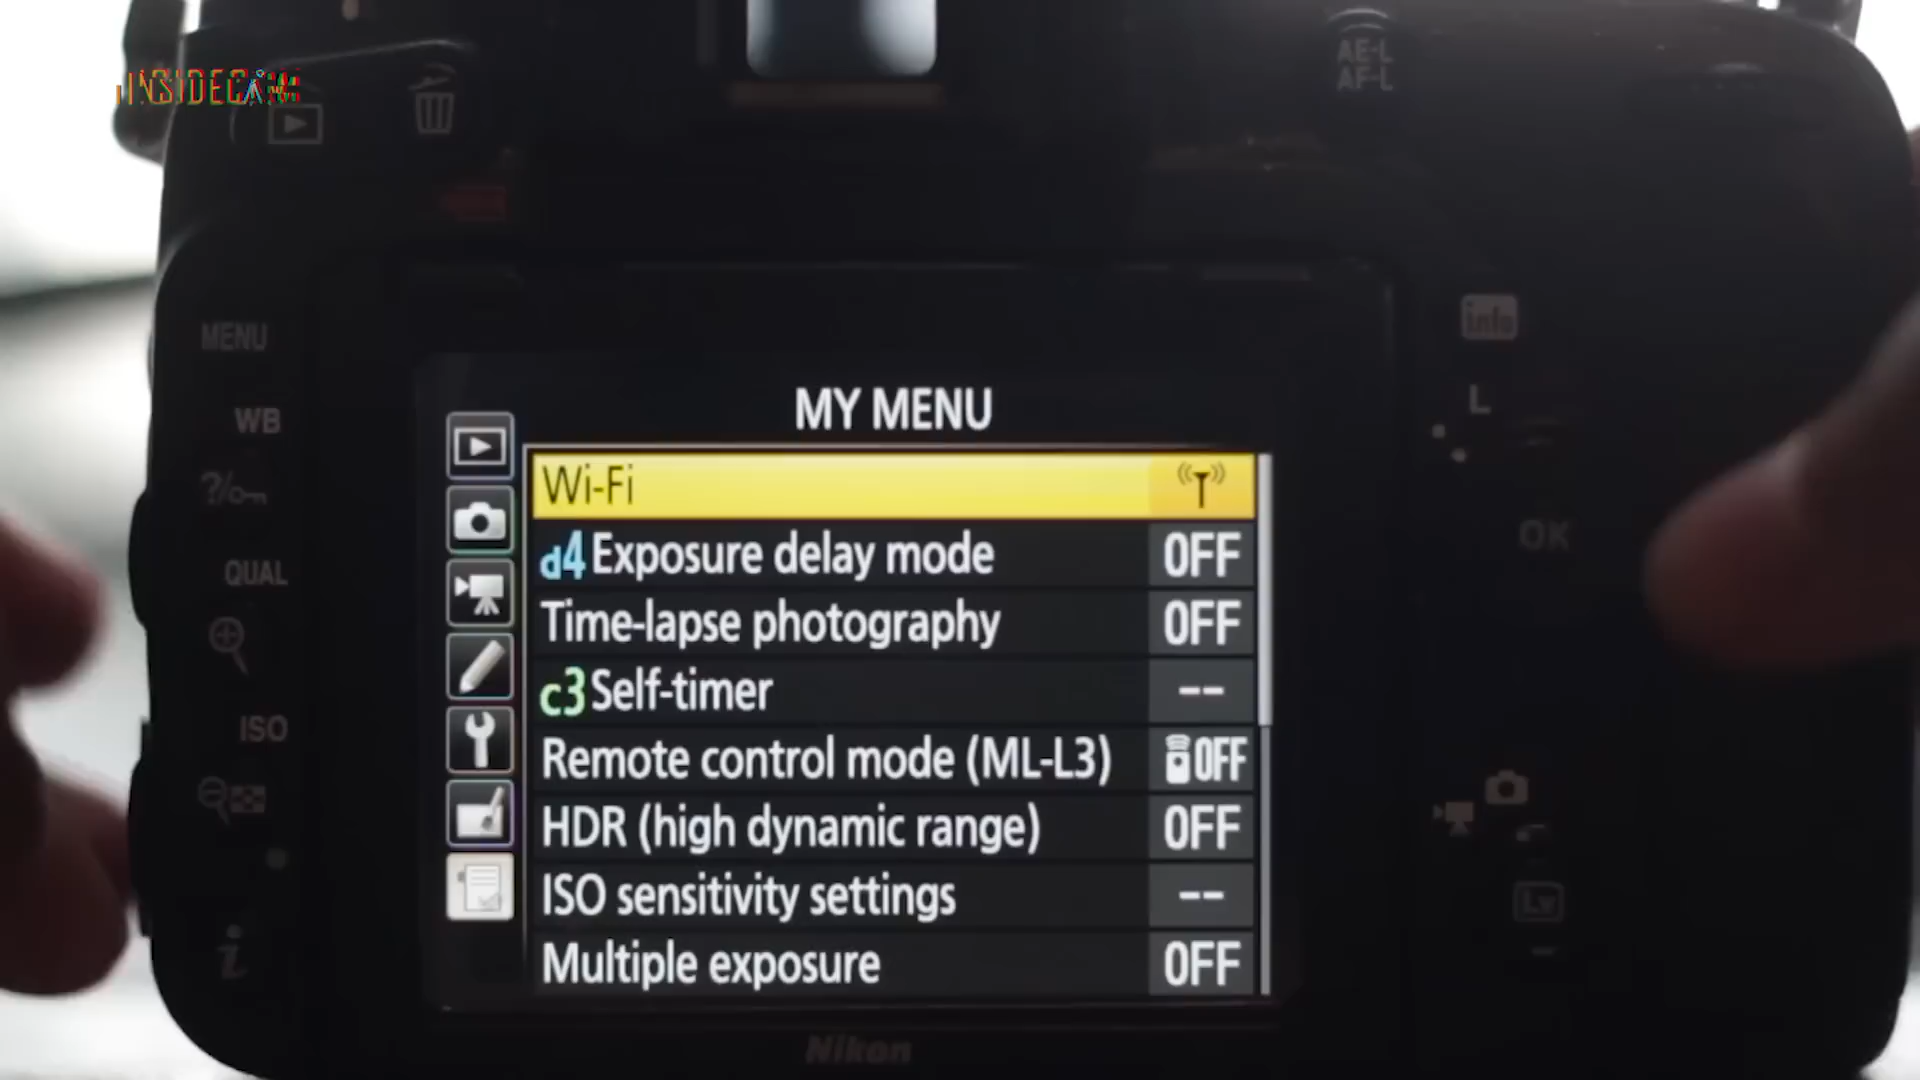 INSIDECAM
AE-L
AF-L
MENU
WB
?
QUAL
ISO
i
info
L
OK
Lv
MY MENU
Wi-Fi
d4 Exposure delay mode OFF
Time-lapse photography OFF
c3 Self-timer --
Remote control mode (ML-L3) OFF
HDR (high dynamic range) OFF
ISO sensitivity settings --
Multiple exposure OFF
Nikon